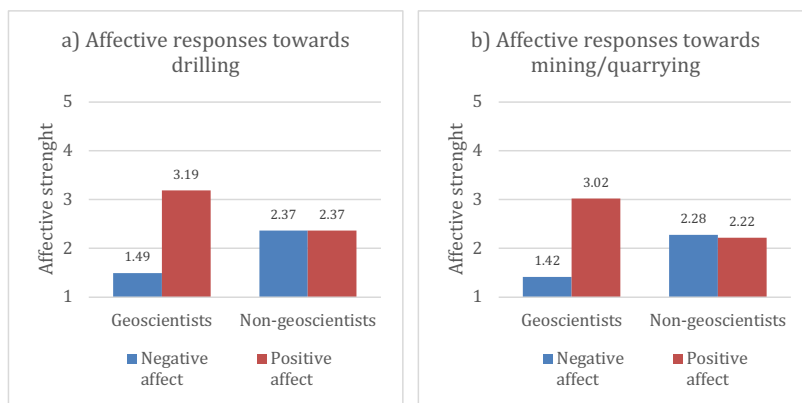 a) Affective responses towards
drilling
Affective strenght
5
4
3
2
1
1.49
3.19
2.37
2.37
Geoscientists
Non-geoscientists
Negative
affect
Positive
affect
b) Affective responses towards
mining/quarrying
Affective strenght
5
4
3
2
1
1.42
3.02
2.28
2.22
Geoscientists
Non-geoscientists
Negative
affect
Positive
affect